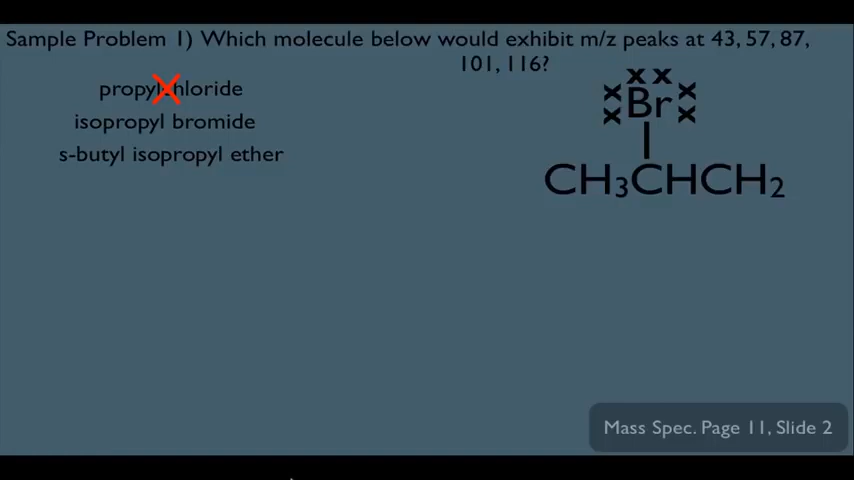 Sample Problem 1) Which molecule below would exhibit m/z peaks at 43, 57, 87,
101, 116?
propyl chloride
isopropyl bromide
s-butyl isopropyl ether
x x
x Br x
x x
CH₃CHCH₂
Mass Spec. Page 11, Slide 2